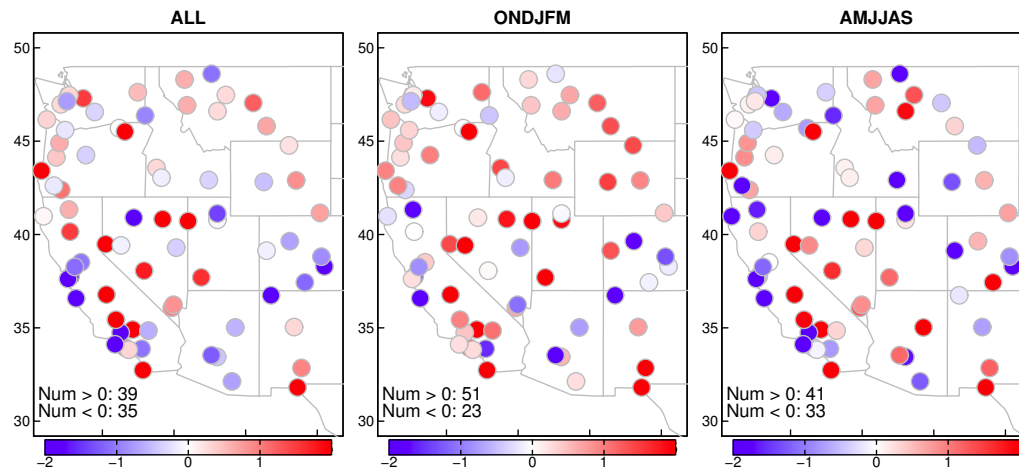 ALL ONDJFM AMJJAS
50 50 50
45 45 45
40 40 40
35 35 35
Num > 0: 39 Num > 0: 51 Num > 0: 41
Num < 0: 35 Num < 0: 23 Num < 0: 33
30 30 30
−2 −1 0 1 −2 −1 0 1 −2 −1 0 1